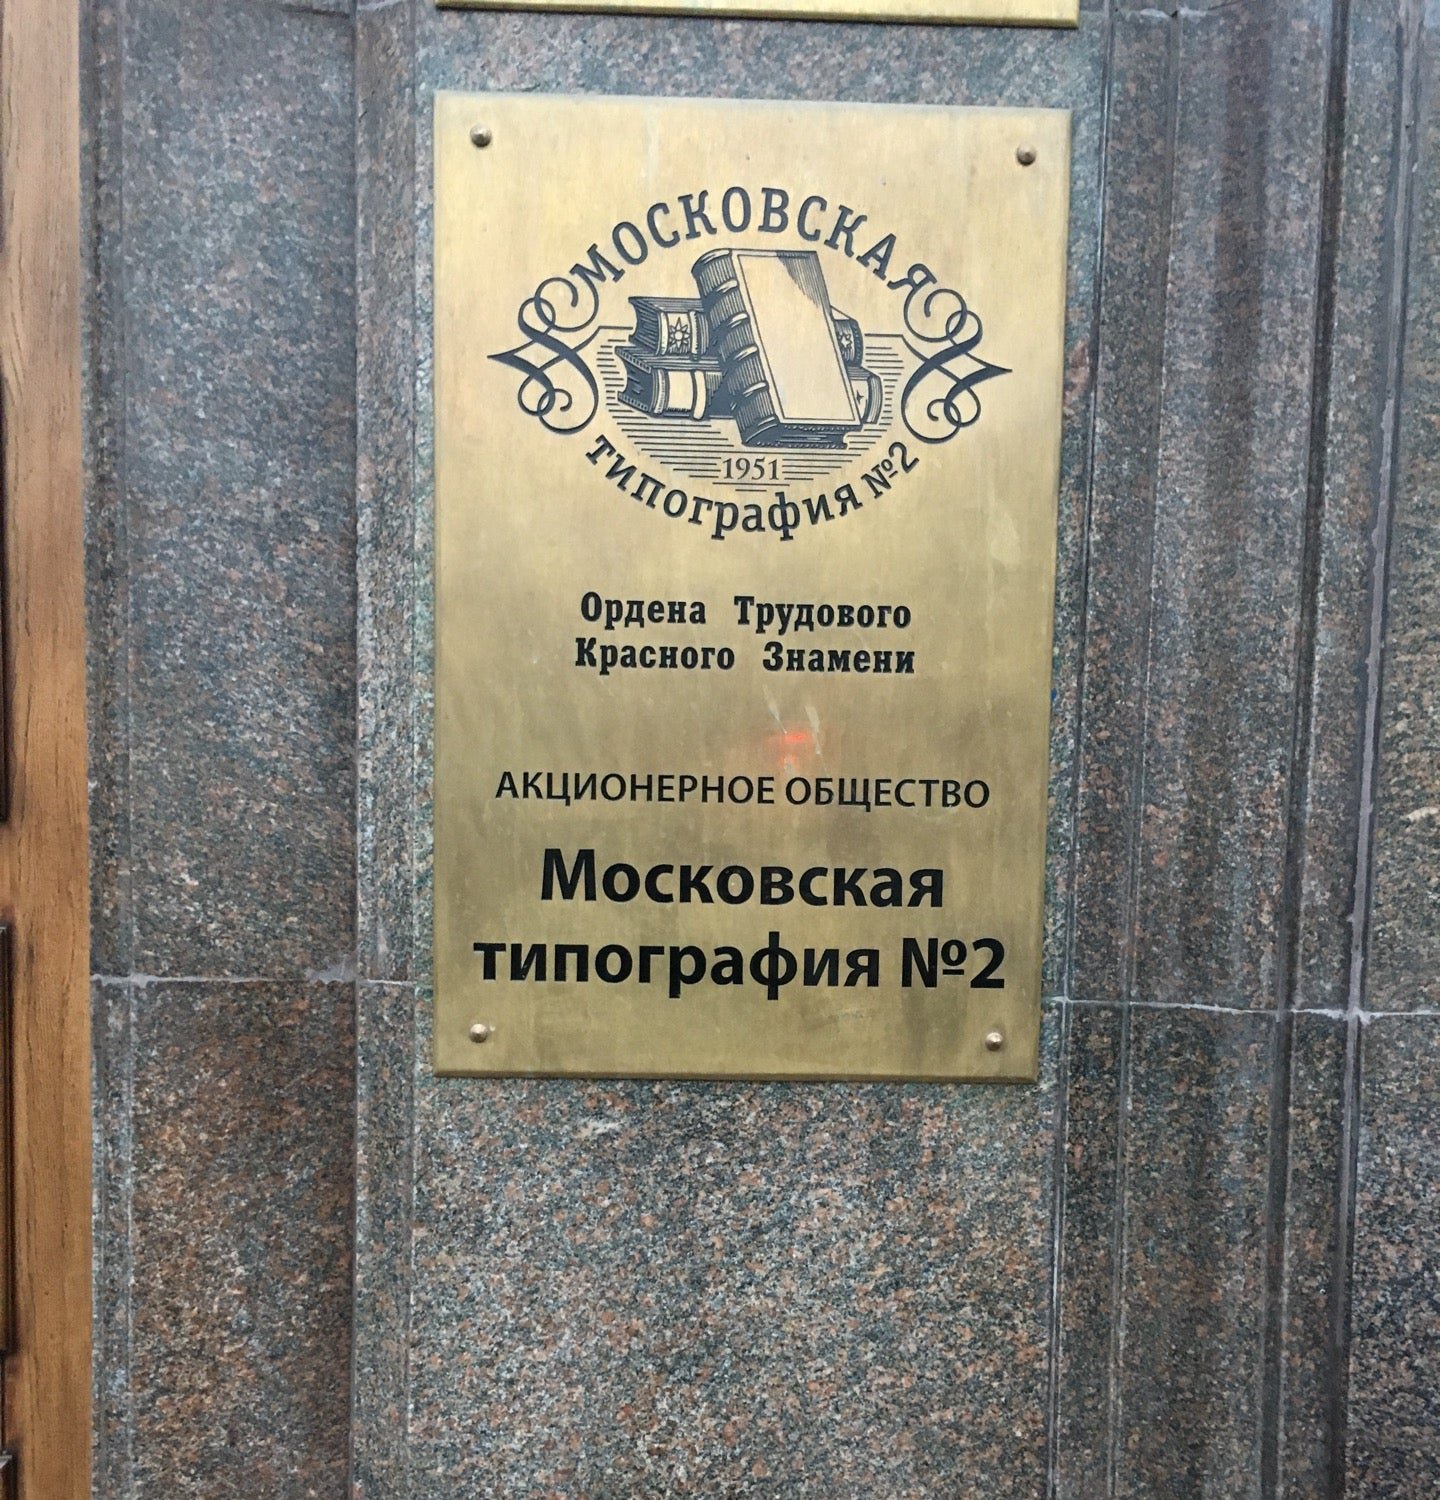 МОСКОВСКАЯ
1951
ТИПОГРАФИЯ №2
Ордена Трудового
Красного Знамени
АКЦИОНЕРНОЕ ОБЩЕСТВО
Московская
типография №2